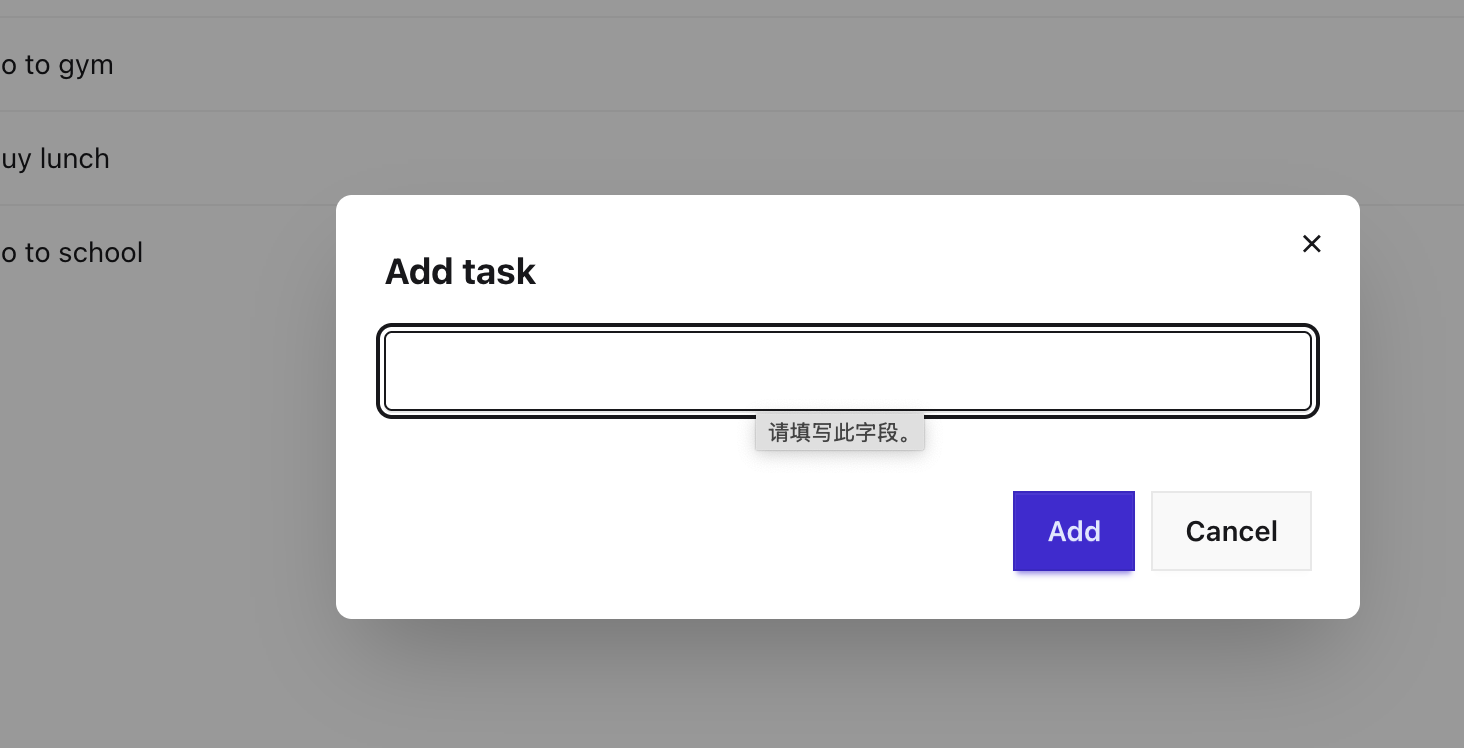 o to gym
uy lunch
o to school
Add task
请填写此字段。
Add
Cancel